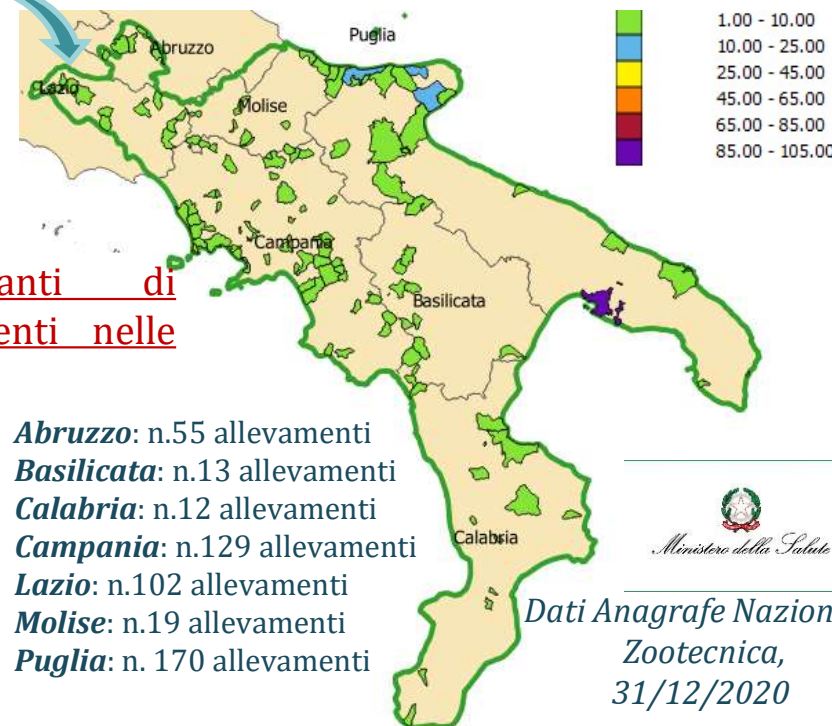 Puglia
Abruzzo
Lazio
Molise
Campania
Basilicata
Calabria
1.00 - 10.00
10.00 - 25.00
25.00 - 45.00
45.00 - 65.00
65.00 - 85.00
85.00 - 105.00
anti di
enti nelle
Abruzzo: n.55 allevamenti
Basilicata: n.13 allevamenti
Calabria: n.12 allevamenti
Campania: n.129 allevamenti
Lazio: n.102 allevamenti
Molise: n.19 allevamenti
Puglia: n. 170 allevamenti
Ministero della Salute
Dati Anagrafe Nazion
Zootecnica,
31/12/2020